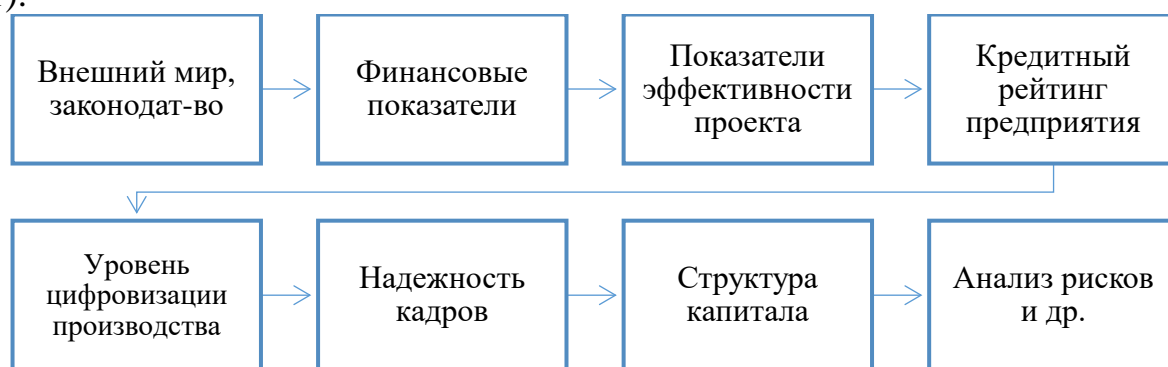 ).
Внешний мир,
законодат-во
Финансовые
показатели
Показатели
эффективности
проекта
Кредитный
рейтинг
предприятия
Уровень
цифровизации
производства
Надежность
кадров
Структура
капитала
Анализ рисков
и др.